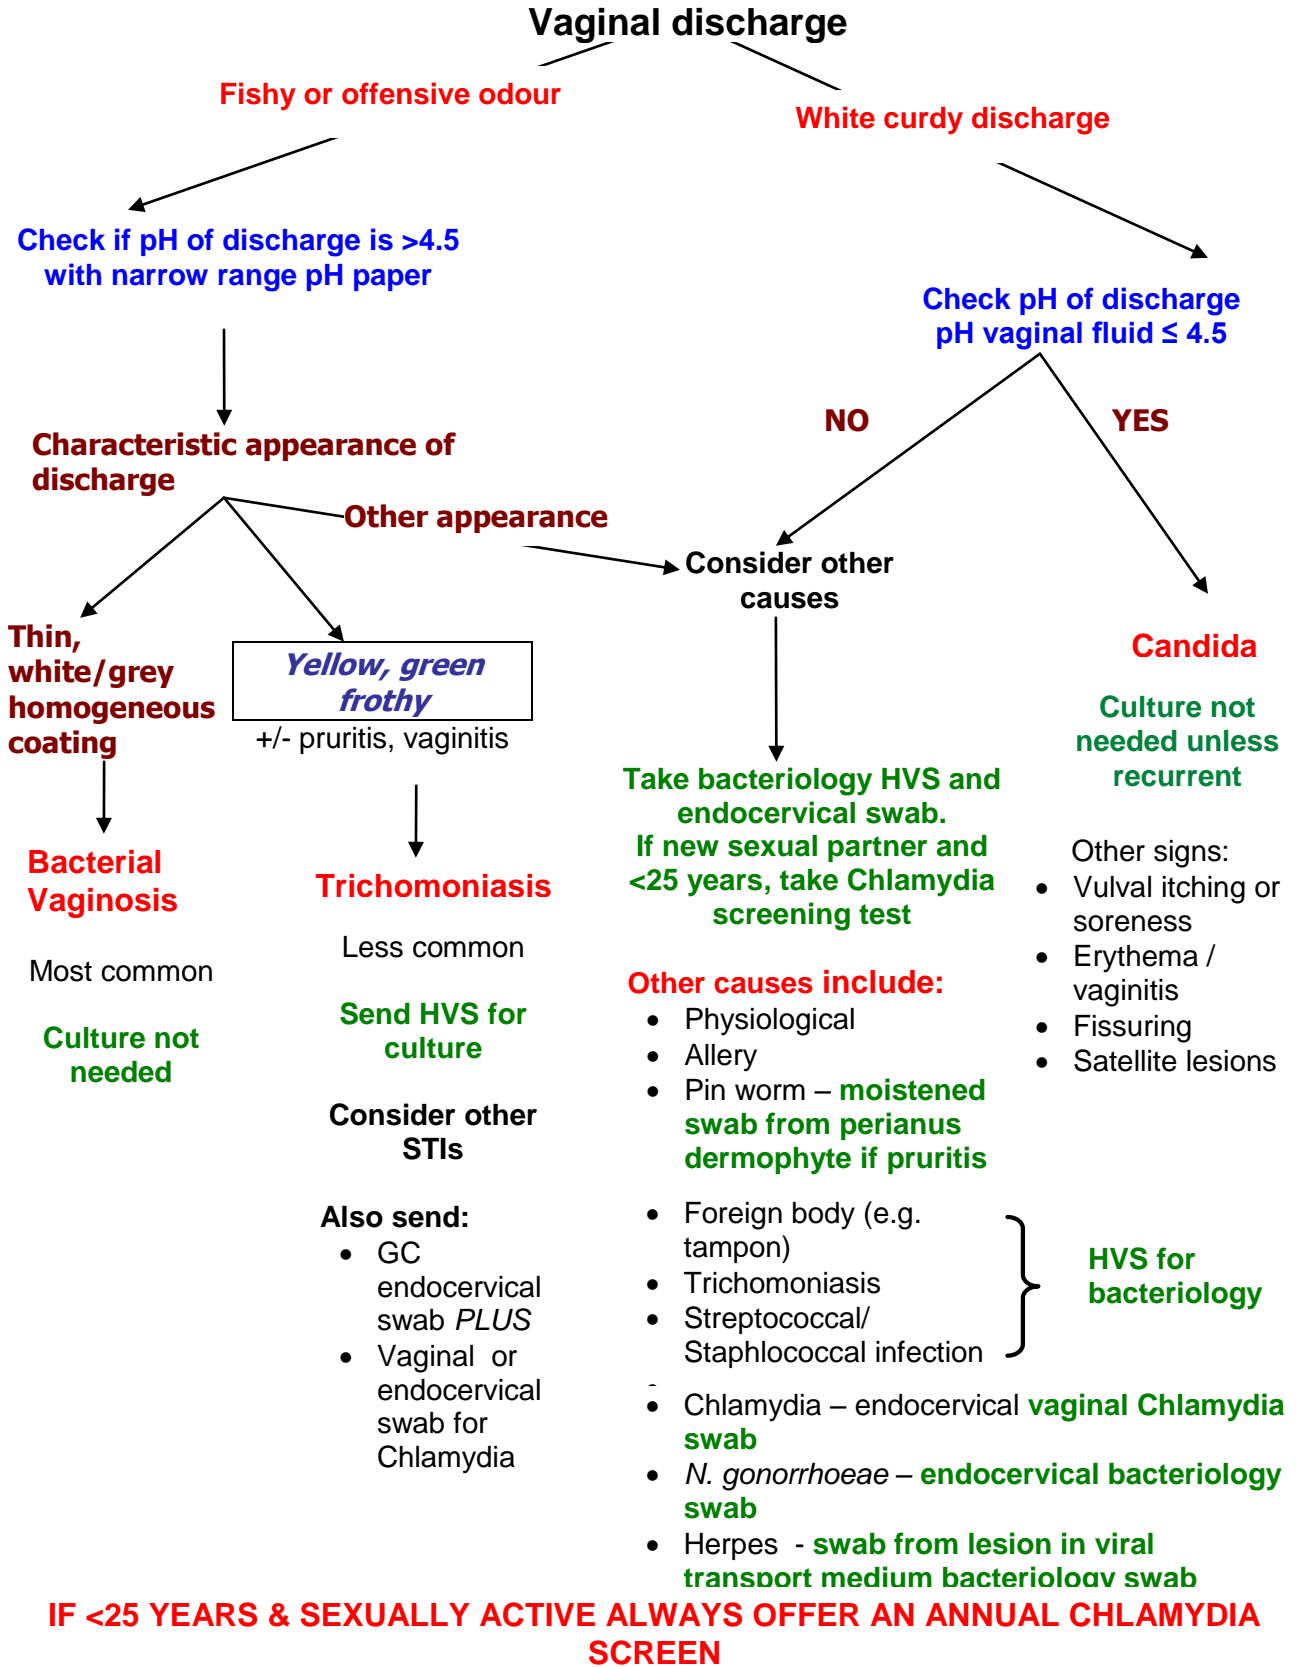 Vaginal discharge
Fishy or offensive odour
White curdy discharge
Check if pH of discharge is >4.5
with narrow range pH paper
Check pH of discharge
pH vaginal fluid ≤ 4.5
NO
YES
Characteristic appearance of
discharge
Other appearance
Consider other
causes
Thin,
white/grey
homogeneous
coating
Yellow, green
frothy
+/- pruritis, vaginitis
Bacterial
Vaginosis
Most common
Culture not
needed
Trichomoniasis
Less common
Send HVS for
culture
Consider other
STIs
Also send:
• GC
endocervical
swab PLUS
• Vaginal or
endocervical
swab for
Chlamydia
Take bacteriology HVS and
endocervical swab.
If new sexual partner and
<25 years, take Chlamydia
screening test
Other causes include:
• Physiological
• Allery
• Pin worm – moistened
swab from perianus
dermophyte if pruritis
• Foreign body (e.g.
tampon)
• Trichomoniasis
• Streptococcal/
Staphlococcal infection
HVS for
bacteriology
• Chlamydia – endocervical vaginal Chlamydia
swab
• N. gonorrhoeae – endocervical bacteriology
swab
• Herpes - swab from lesion in viral
transport medium bacteriology swab
Candida
Culture not
needed unless
recurrent
Other signs:
• Vulval itching or
soreness
• Erythema /
vaginitis
• Fissuring
• Satellite lesions
IF <25 YEARS & SEXUALLY ACTIVE ALWAYS OFFER AN ANNUAL CHLAMYDIA
SCREEN